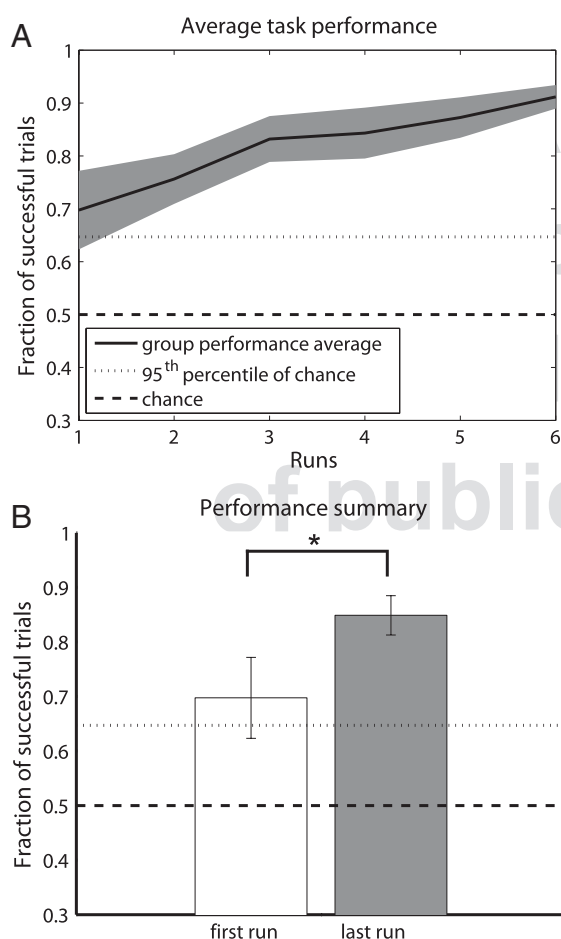 A
Average task performance
1
0.9
0.8
0.7
0.6
0.5
0.4
0.3
Fraction of successful trials
group performance average
95th percentile of chance
chance
1 2 3 4 5 6
Runs
of public
B
Performance summary
*
1
0.9
0.8
0.7
0.6
0.5
0.4
0.3
Fraction of successful trials
first run last run